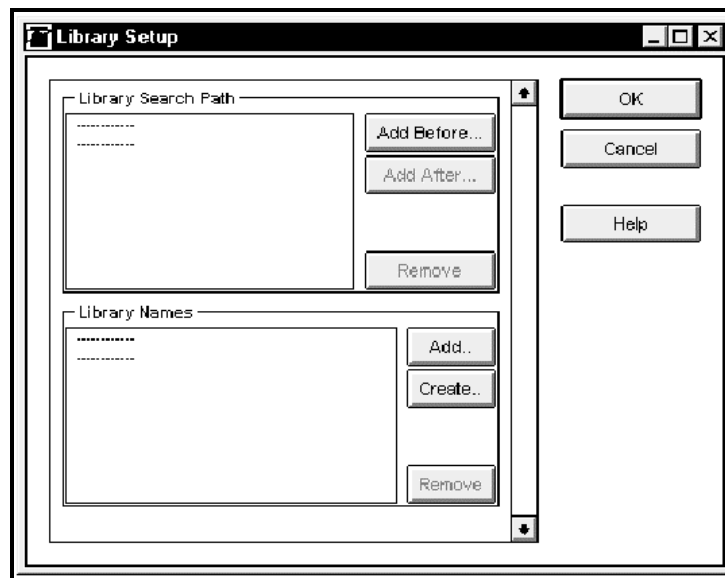 Library Setup
Library Search Path
------------
------------
Add Before...
Add After...
Remove
Library Names
------------
------------
Add..
Create..
Remove
OK
Cancel
Help